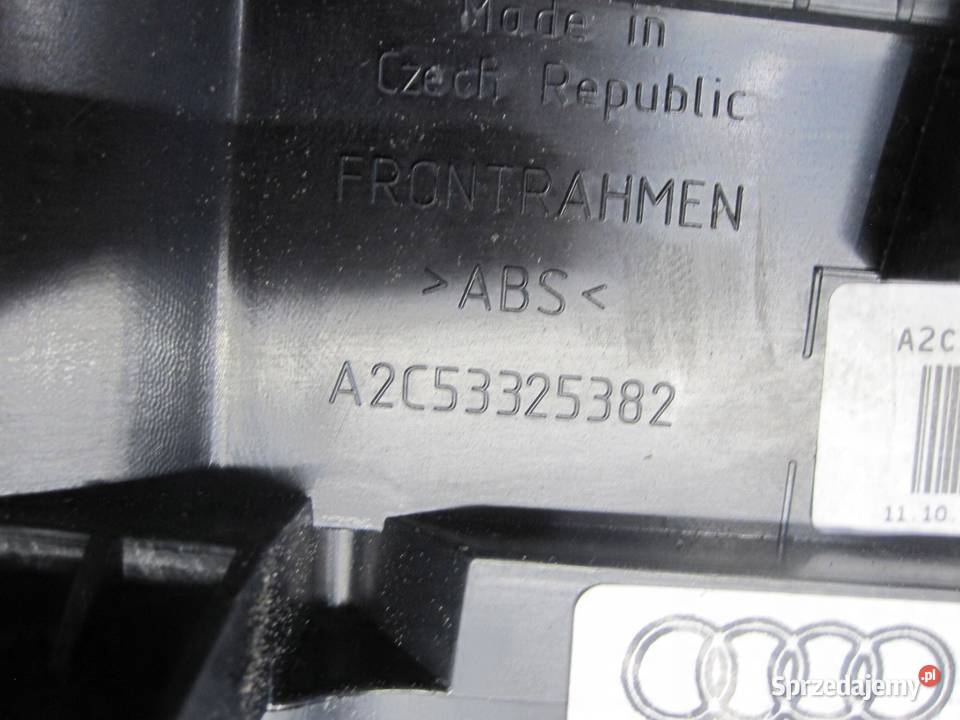 Made in
Czech Republic
FRONTRAHMEN
>ABS<
A2C53325382
A2C
11.10.
Sprzedajemy.pl